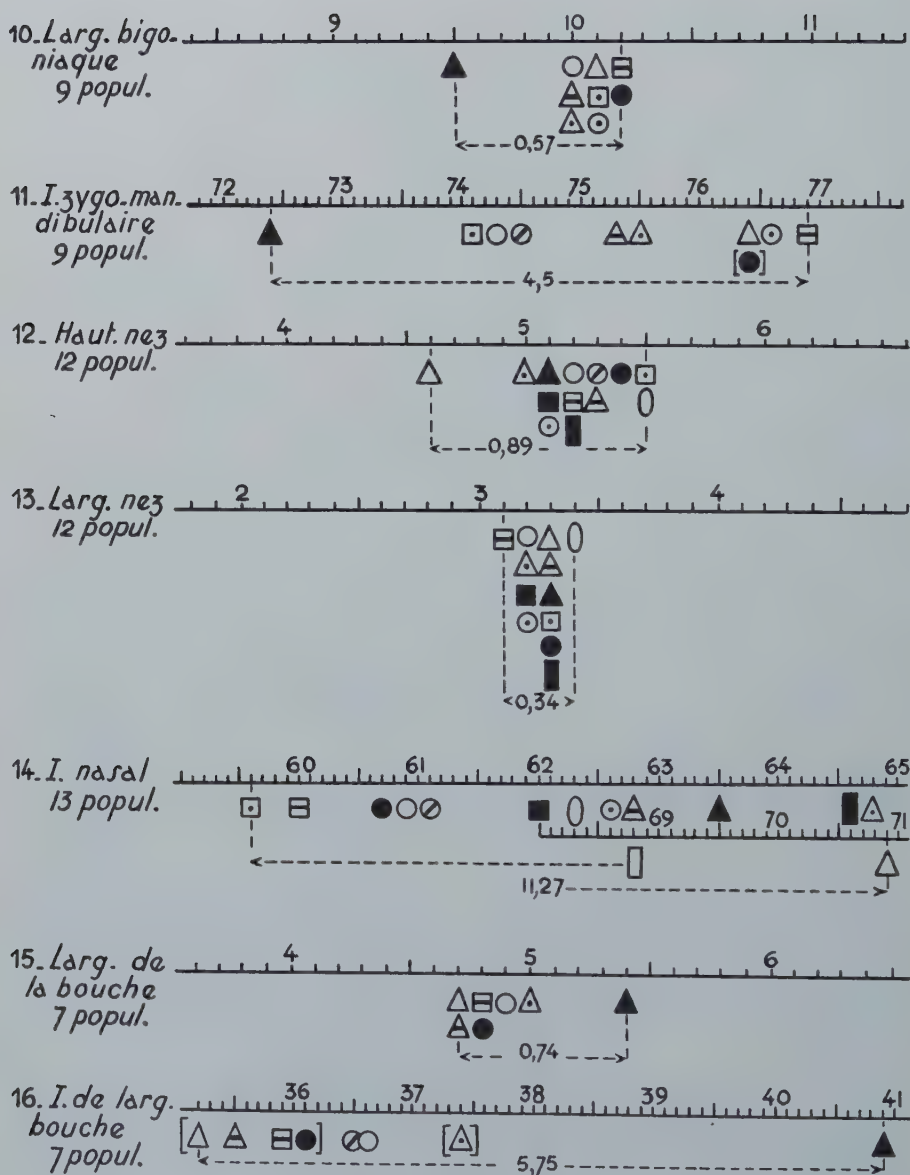 9 10 11
10_Larg. bigo-
niaque
9 popul.
0,57
72 73 74 75 76 77
11_I. zygo-man_
dibulaire
9 popul.
4,5
4 5 6
12_Haut. nez
12 popul.
0,89
2 3 4
13_Larg. nez
12 popul.
0,34
60 61 62 63 64 65
14_I. nasal
13 popul.
69 70 71
11,27
4 5 6
15_Larg. de
la bouche
7 popul.
0,74
36 37 38 39 40 41
16_I. de larg.
bouche
7 popul.
5,75